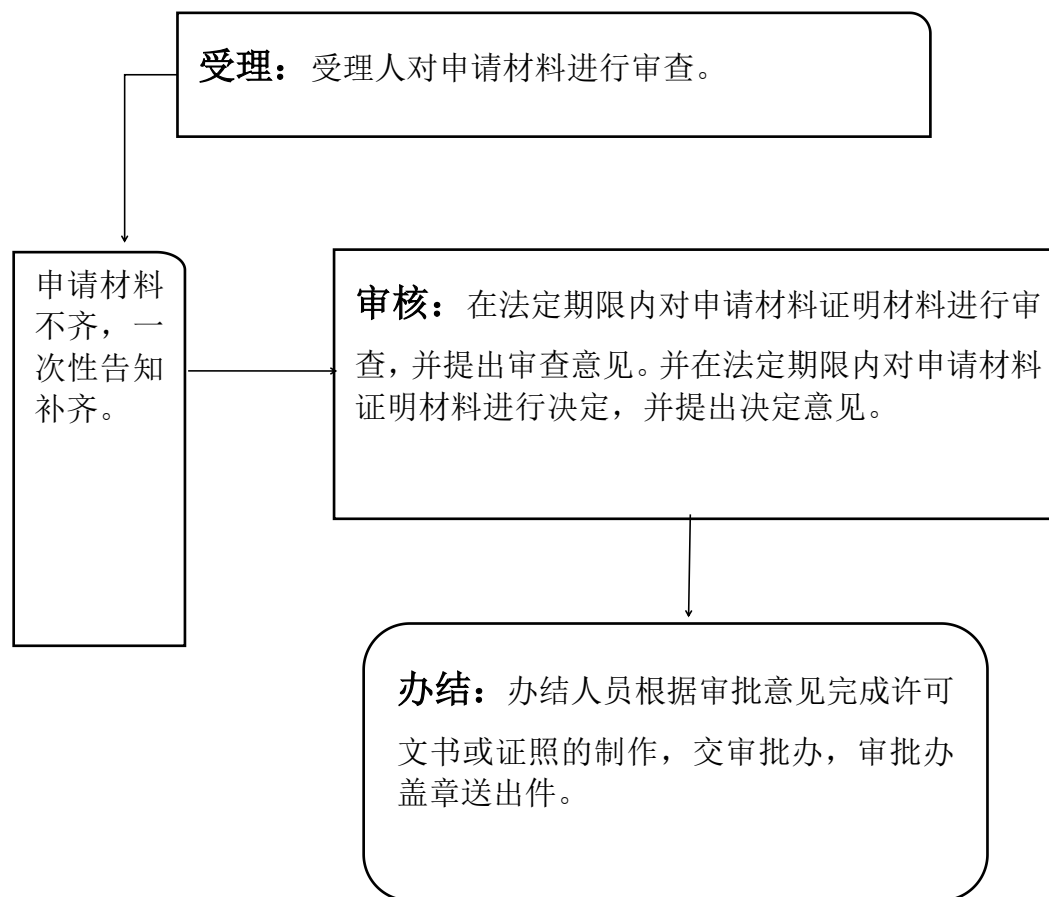 受理：受理人对申请材料进行审查。
申请材料
不齐，一
次性告知
补齐。
审核：在法定期限内对申请材料证明材料进行审
查，并提出审查意见。并在法定期限内对申请材料
证明材料进行决定，并提出决定意见。
办结：办结人员根据审批意见完成许可
文书或证照的制作，交审批办，审批办
盖章送出件。